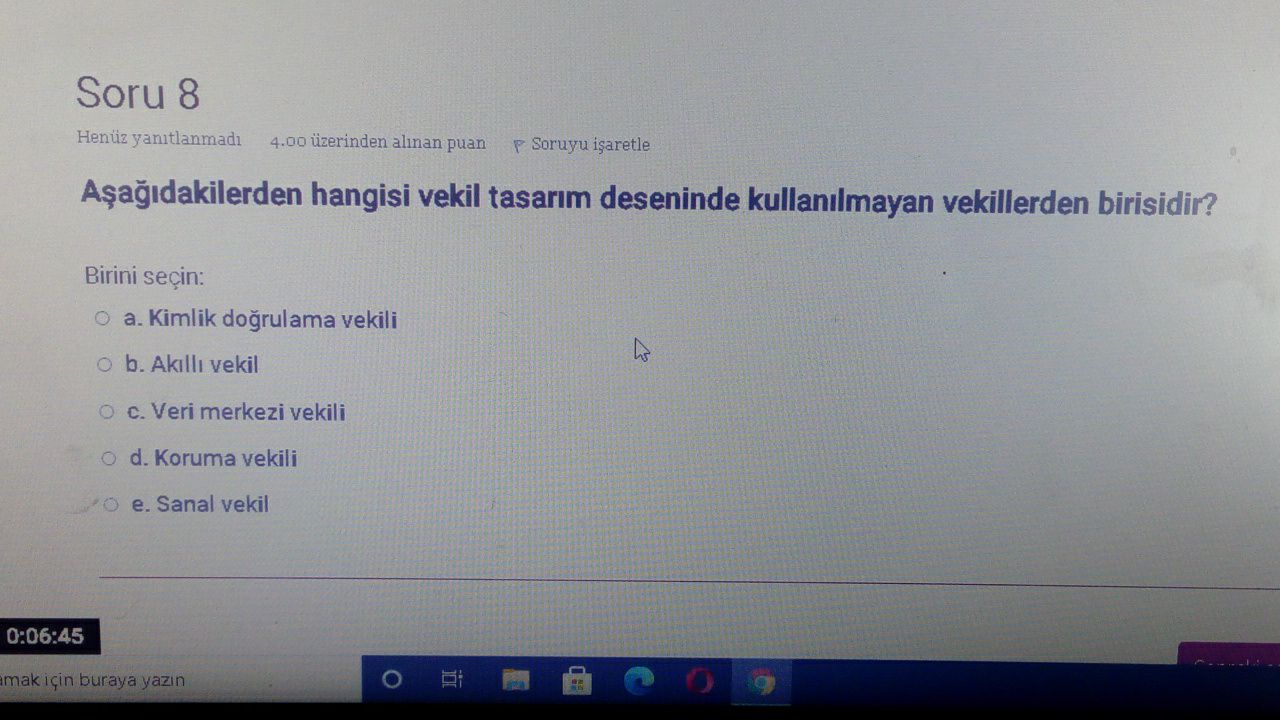 Soru 8
Henüz yanıtlanmadı 4.00 üzerinden alınan puan Soruyu işaretle
Aşağıdakilerden hangisi vekil tasarım deseninde kullanılmayan vekillerden birisidir?
Birini seçin:
a. Kimlik doğrulama vekili
b. Akıllı vekil
c. Veri merkezi vekili
d. Koruma vekili
e. Sanal vekil
0:06:45
amak için buraya yazın